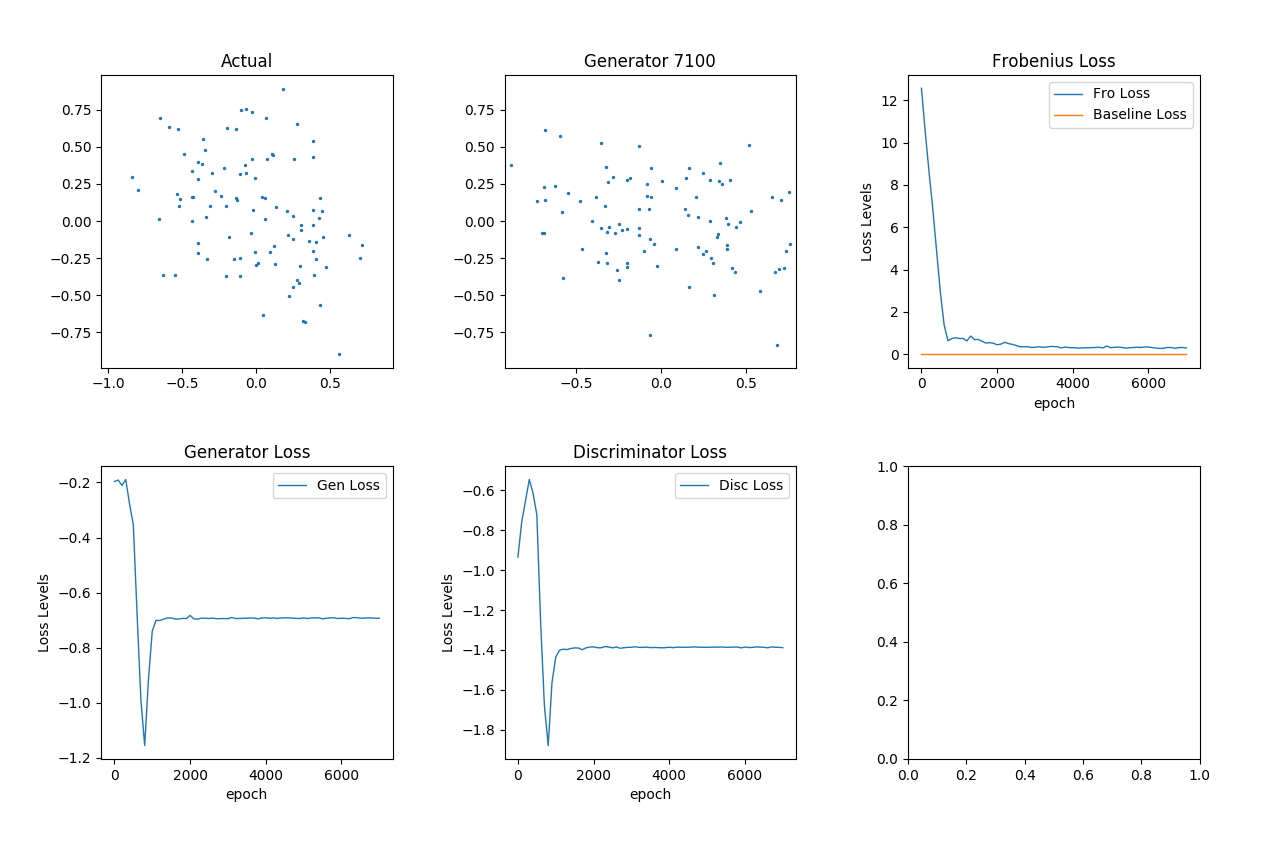 Actual
0.75
0.50
0.25
0.00
−0.25
−0.50
−0.75
−1.0 −0.5 0.0 0.5
Generator 7100
0.75
0.50
0.25
0.00
−0.25
−0.50
−0.75
−0.5 0.0 0.5
Frobenius Loss
Fro Loss
Baseline Loss
Loss Levels
12
10
8
6
4
2
0
0 2000 4000 6000
epoch
Generator Loss
Gen Loss
Loss Levels
−0.2
−0.4
−0.6
−0.8
−1.0
−1.2
0 2000 4000 6000
epoch
Discriminator Loss
Disc Loss
Loss Levels
−0.6
−0.8
−1.0
−1.2
−1.4
−1.6
−1.8
0 2000 4000 6000
epoch
1.0
0.8
0.6
0.4
0.2
0.0
0.0 0.2 0.4 0.6 0.8 1.0